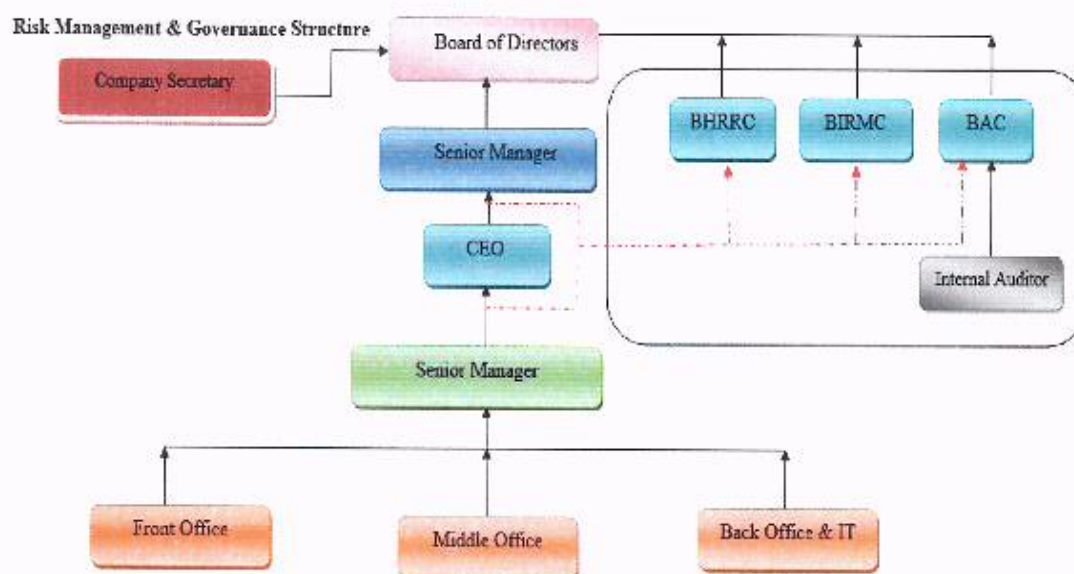 Risk Management & Governance Structure
Board of Directors
Company Secretary
BHRRC
BIRMC
BAC
Senior Manager
CEO
Internal Auditor
Senior Manager
Front Office
Middle Office
Back Office & IT